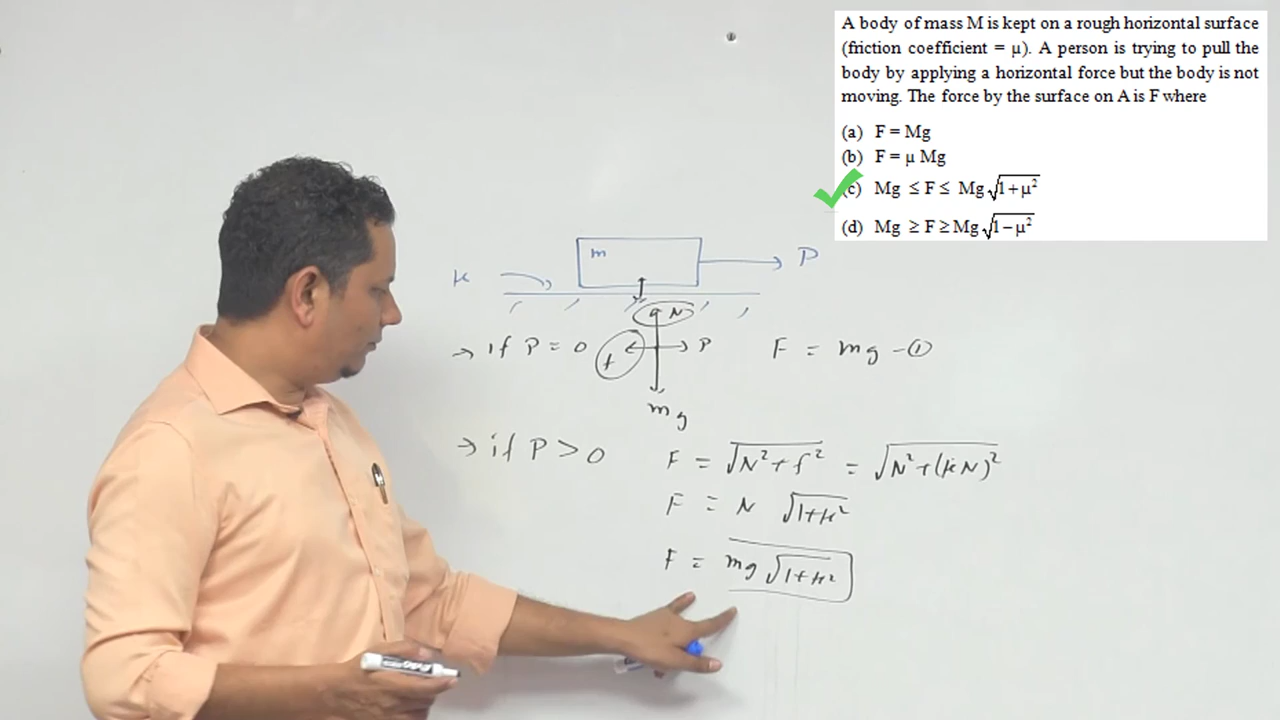 A body of mass M is kept on a rough horizontal surface
(friction coefficient = μ). A person is trying to pull the
body by applying a horizontal force but the body is not
moving. The force by the surface on A is F where
(a) F = Mg
(b) F = μ Mg
(c) Mg ≤ F ≤ Mg√1+μ²
(d) Mg ≥ F ≥ Mg√1−μ²
m
P
μ
N
→ if P = 0
f
P
F = mg -①
mg
→ if P > 0
F = √N²+f² = √N²+(μN)²
F = N √1+μ²
F = mg√1+μ²